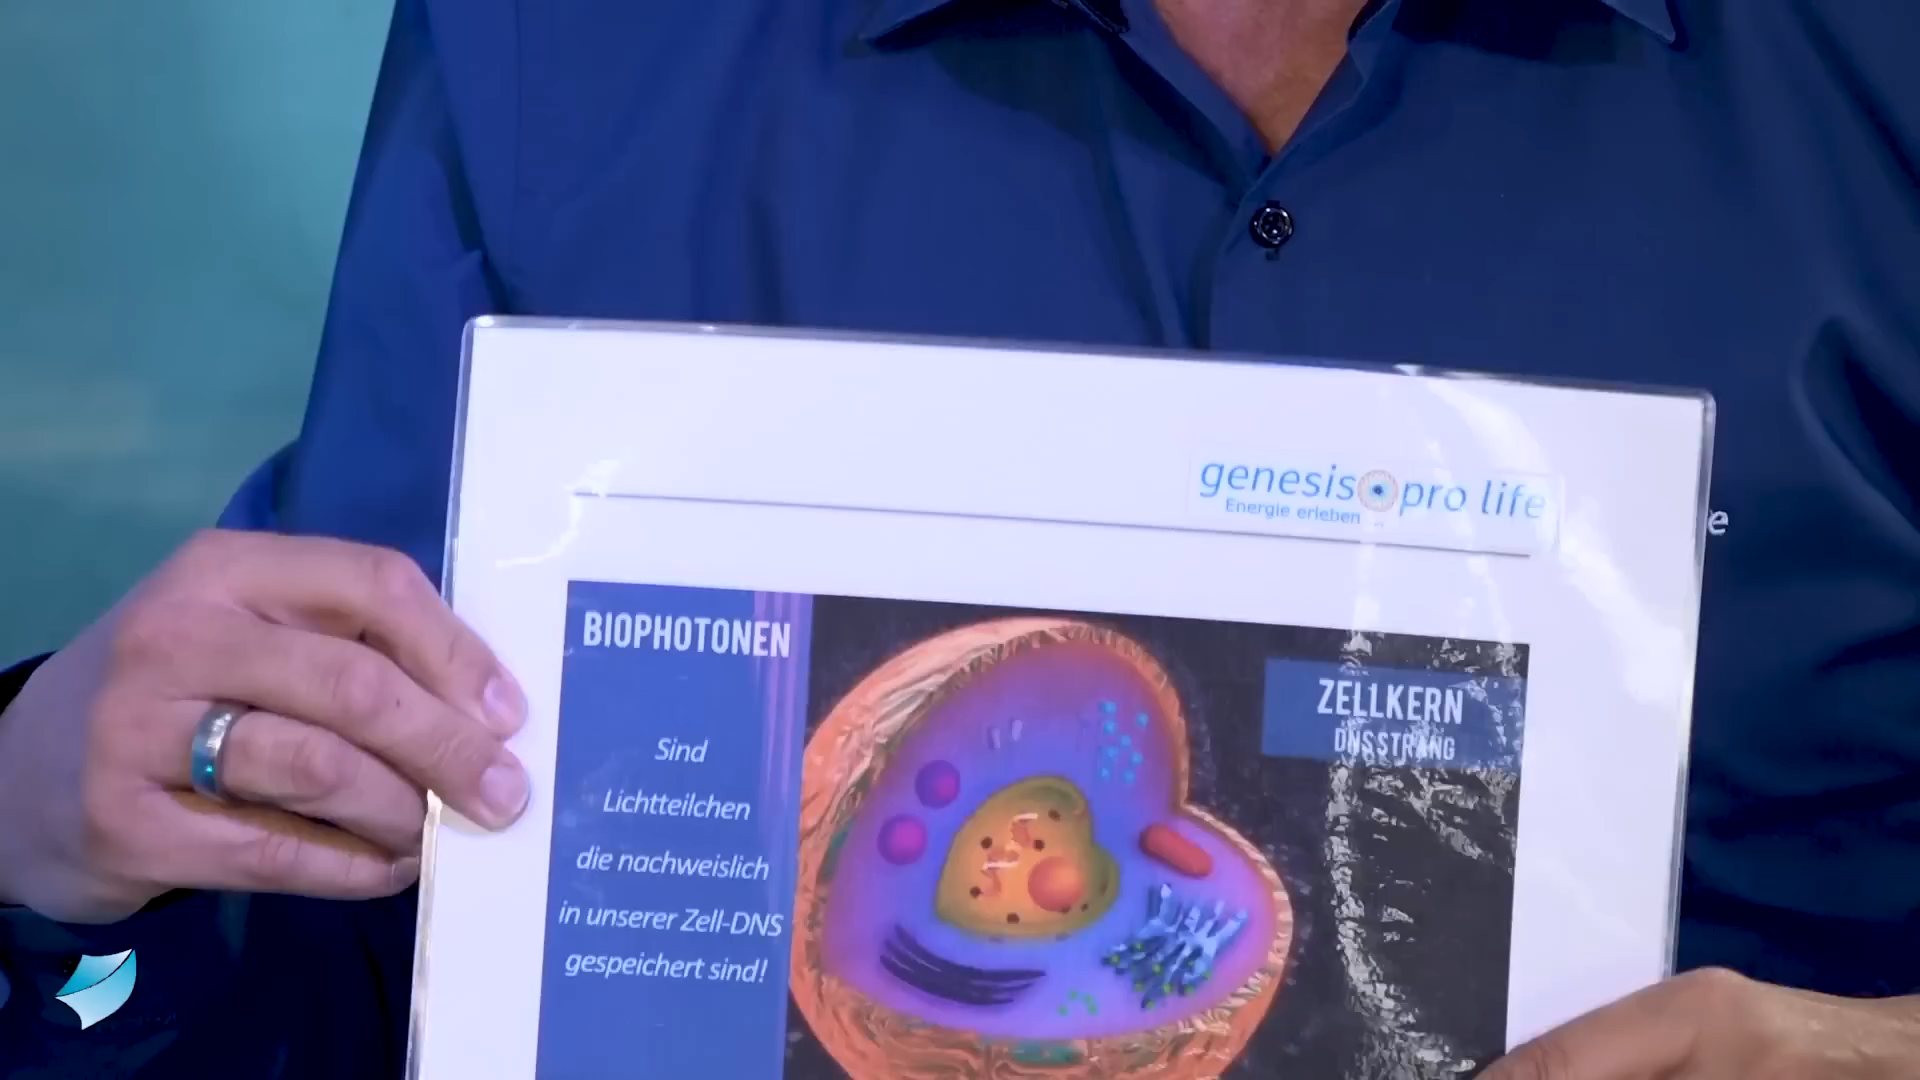 genesis pro life
Energie erleben
e
BIOPHOTONEN
Sind
Lichtteilchen
die nachweislich
in unserer Zell-DNS
gespeichert sind!
ZELLKERN
DNS STRANG